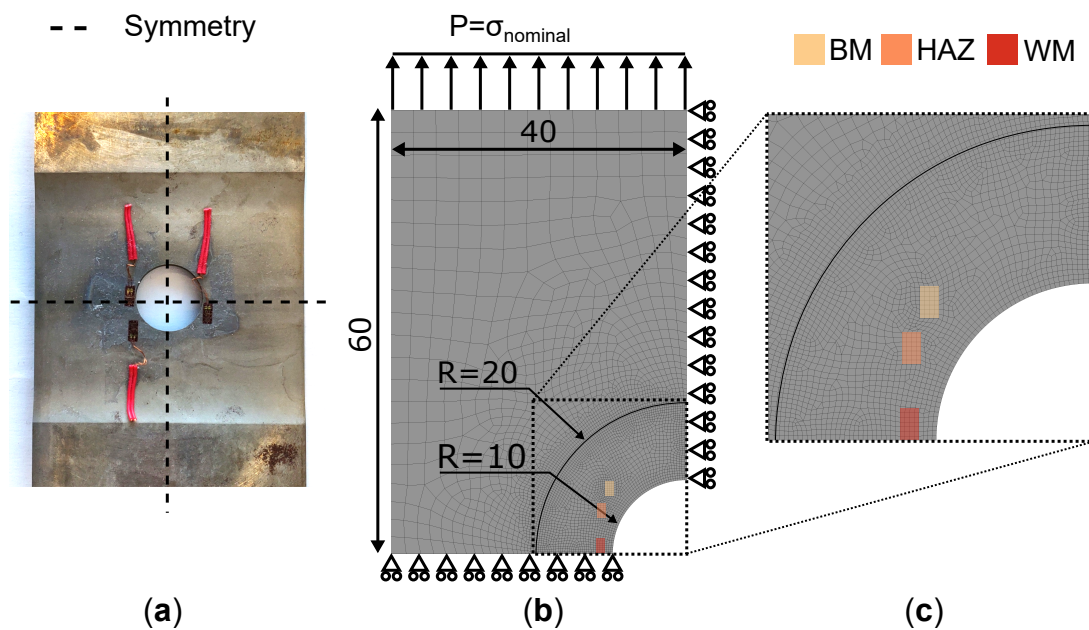 Symmetry
P=σnominal
BM HAZ WM
40
60
R=20
R=10
(a) (b) (c)